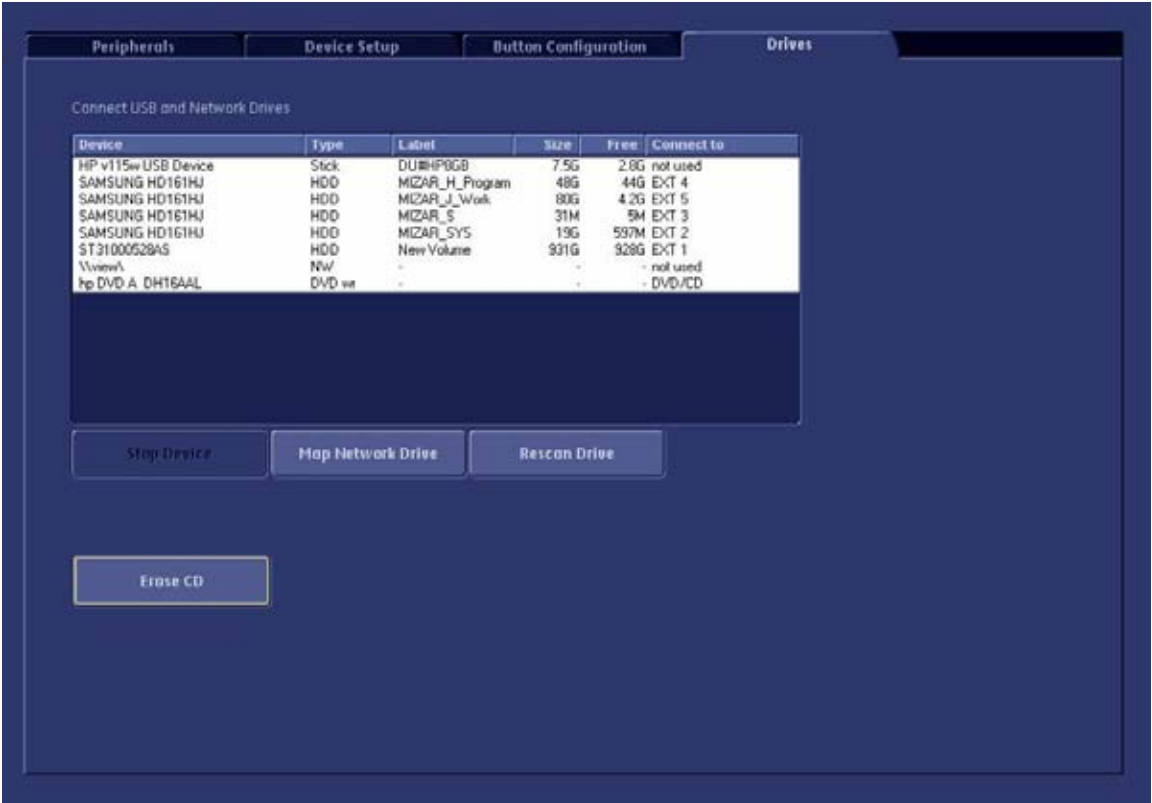 Peripherals Device Setup Button Configuration Drives
Connect USB and Network Drives
Device Type Label Size Free Connect to
HP v115w USB Device Stick DU#HP8GB 7.5G 2.8G not used
SAMSUNG HD161HJ HDD MIZAR_H_Program 48G 44G EXT 4
SAMSUNG HD161HJ HDD MIZAR_J_Work 80G 4.2G EXT 5
SAMSUNG HD161HJ HDD MIZAR_S 31M 5M EXT 3
SAMSUNG HD161HJ HDD MIZAR_SYS 19G 597M EXT 2
ST31000528AS HDD New Volume 931G 928G EXT 1
\\view\ NW - - - not used
hp DVD A DH16AAL DVD wr - - - DVD/CD
Stop Device Map Network Drive Rescan Drive
Erase CD